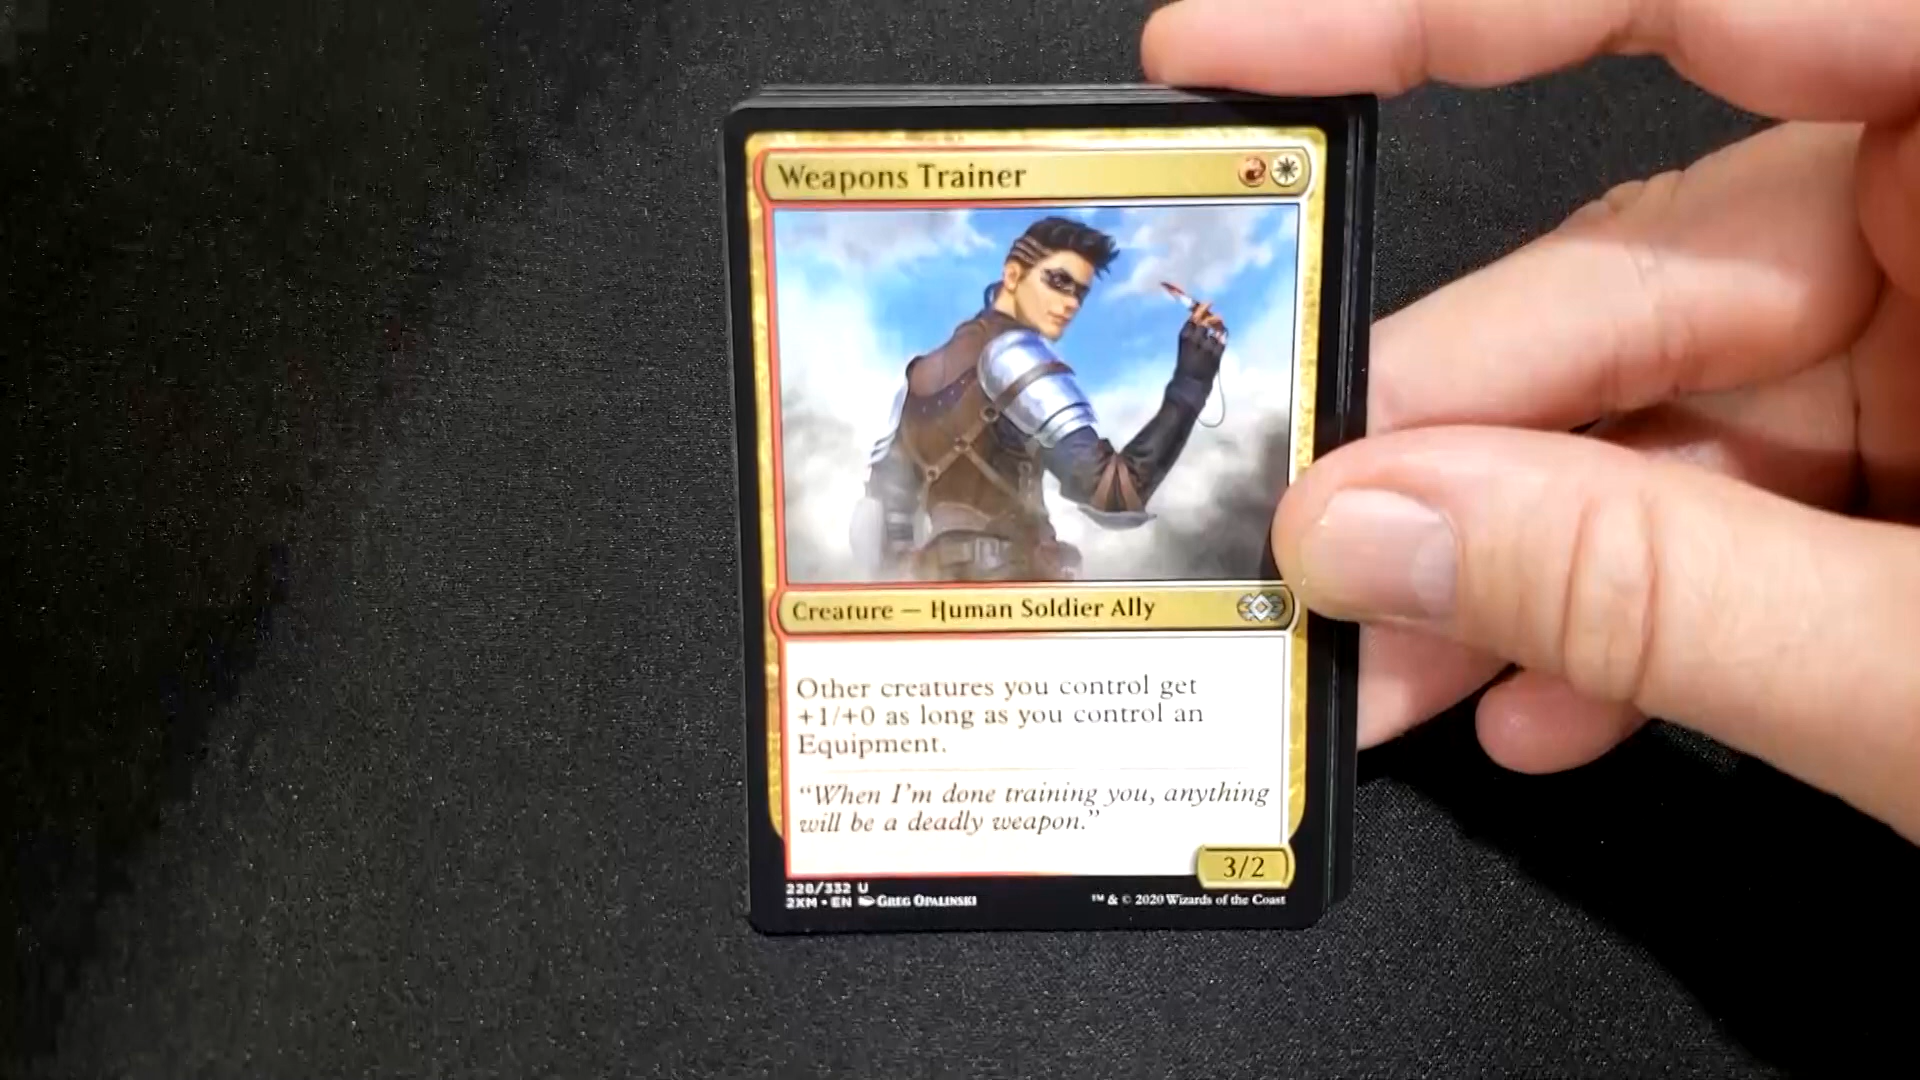 Weapons Trainer
Creature — Human Soldier Ally
Other creatures you control get
+1/+0 as long as you control an
Equipment.
“When I’m done training you, anything
will be a deadly weapon.”
3/2
228/332 U
2XM • EN Greg Opalinski
™ & © 2020 Wizards of the Coast